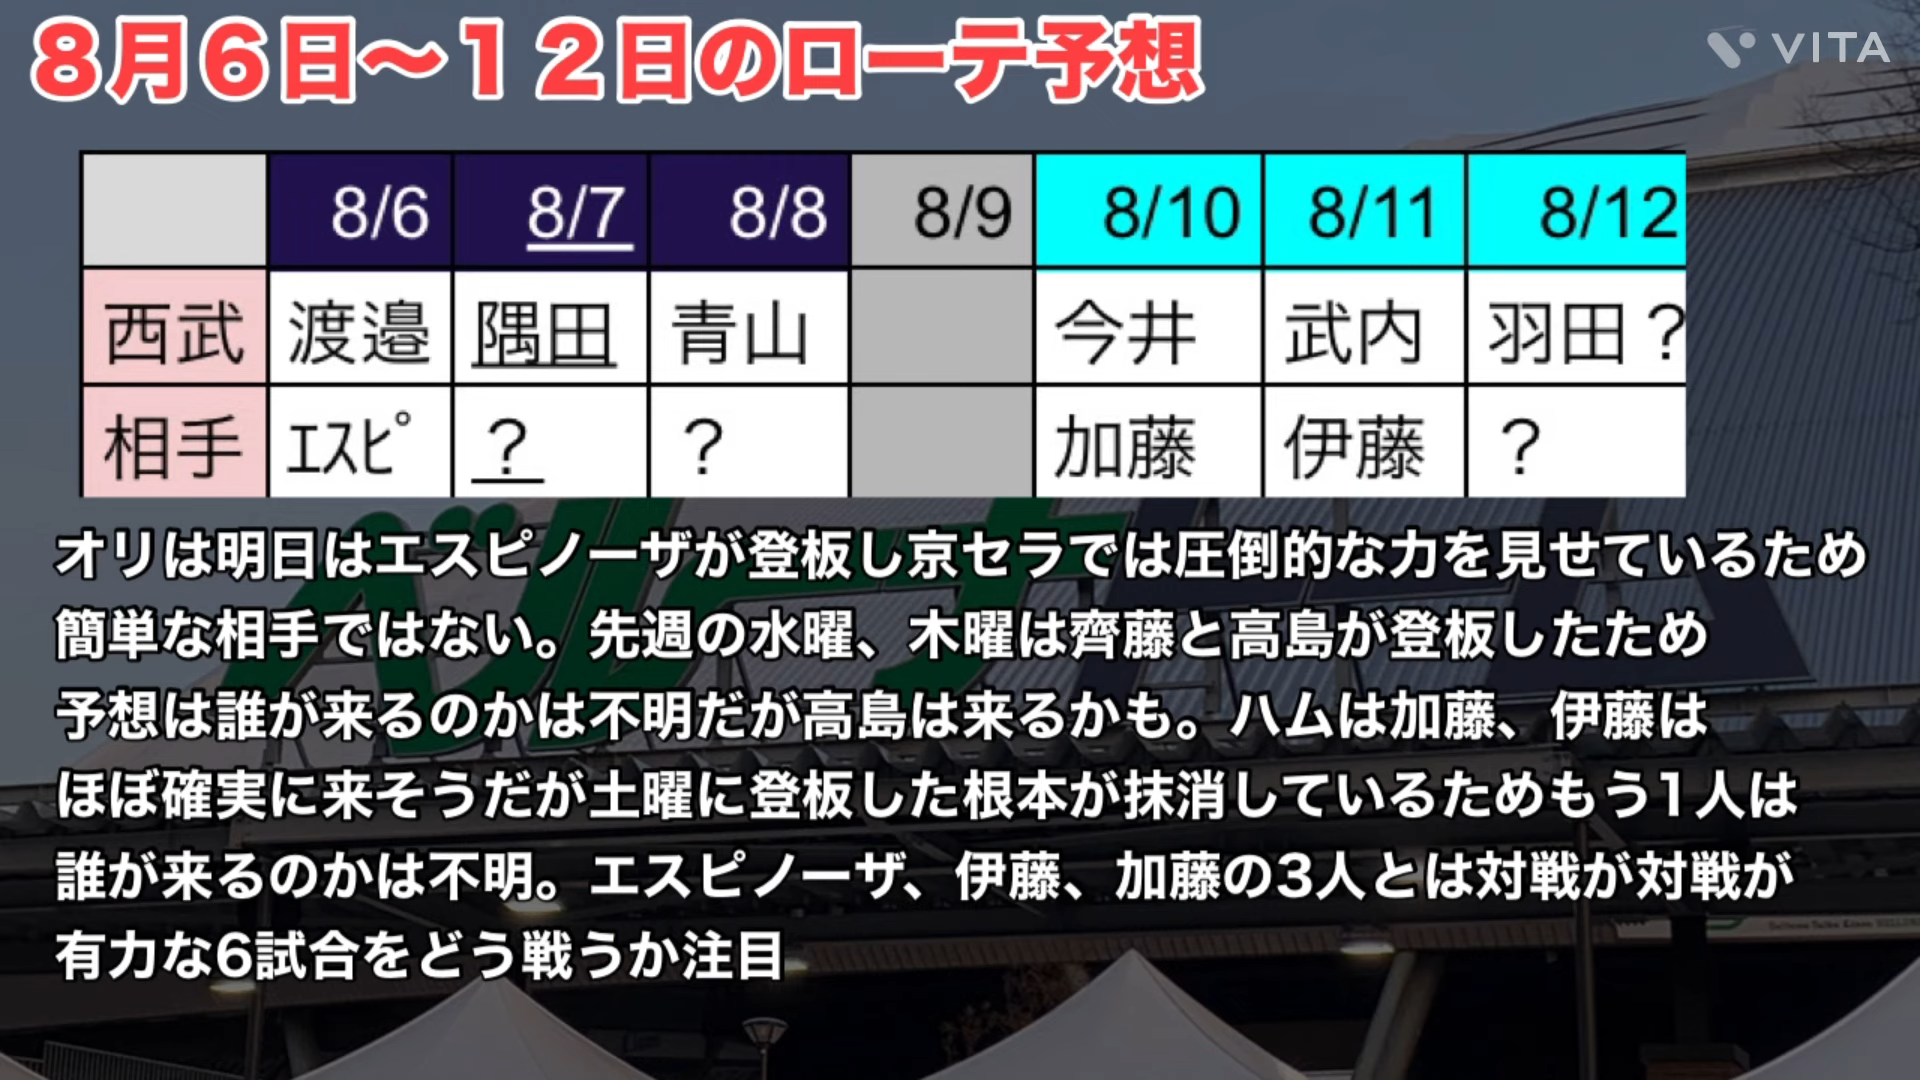 8月6日～12日のローテ予想
VITA
8/6 8/7 8/8 8/9 8/10 8/11 8/12
西武 渡邉 隅田 青山 今井 武内 羽田？
相手 ｴｽﾋﾟ ？ ？ 加藤 伊藤 ？
オリは明日はエスピノーザが登板し京セラでは圧倒的な力を見せているため
簡単な相手ではない。先週の水曜、木曜は齊藤と高島が登板したため
予想は誰が来るのかは不明だが高島は来るかも。ハムは加藤、伊藤は
ほぼ確実に来そうだが土曜に登板した根本が抹消しているためもう1人は
誰が来るのかは不明。エスピノーザ、伊藤、加藤の3人とは対戦が対戦が
有力な6試合をどう戦うか注目
ベルーナ